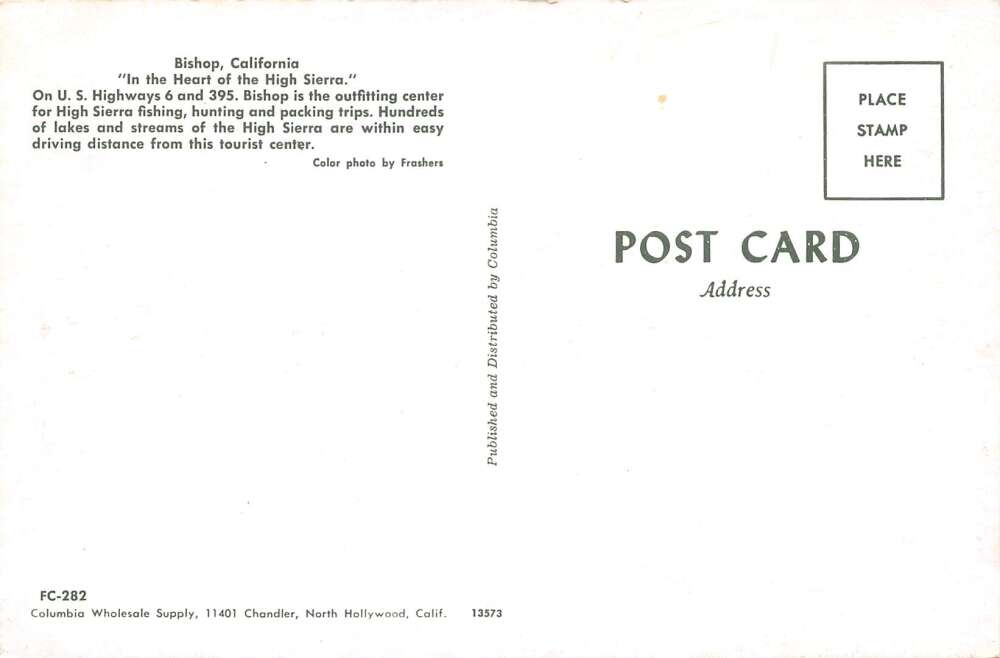 Bishop, California
"In the Heart of the High Sierra."
On U. S. Highways 6 and 395. Bishop is the outfitting center
for High Sierra fishing, hunting and packing trips. Hundreds
of lakes and streams of the High Sierra are within easy
driving distance from this tourist center.
Color photo by Frashers
PLACE
STAMP
HERE
POST CARD
Address
Published and Distributed by Columbia
FC-282
Columbia Wholesale Supply, 11401 Chandler, North Hollywood, Calif. 13573